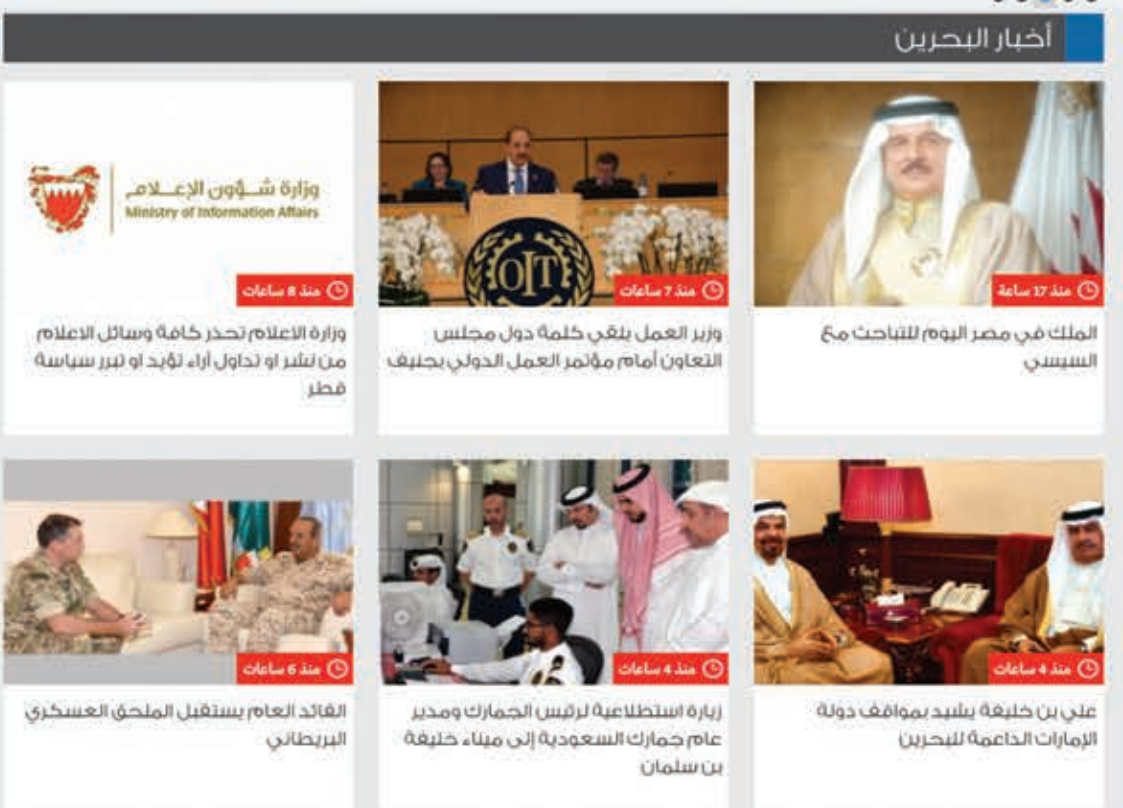 أخبار البحرين
منذ 17 ساعة
الملك في مصر اليوم للتباحث مع
السيسي
OIT
منذ 7 ساعات
وزير العمل يلقي كلمة دول مجلس
التعاون أمام مؤتمر العمل الدولي بجنيف
وزارة شـؤون الإعـلام
Ministry of Information Affairs
منذ 8 ساعات
وزارة الاعلام تحذر كافة وسائل الاعلام
من نشر او تداول آراء تؤيد او تبرر سياسة
قطر
منذ 4 ساعات
علي بن خليفة يشيد بمواقف دولة
الإمارات الداعمة للبحرين
منذ 4 ساعات
زيارة استطلاعية لرئيس الجمارك ومدير
عام جمارك السعودية إلى ميناء خليفة
بن سلمان
منذ 6 ساعات
القائد العام يستقبل الملحق العسكري
البريطاني